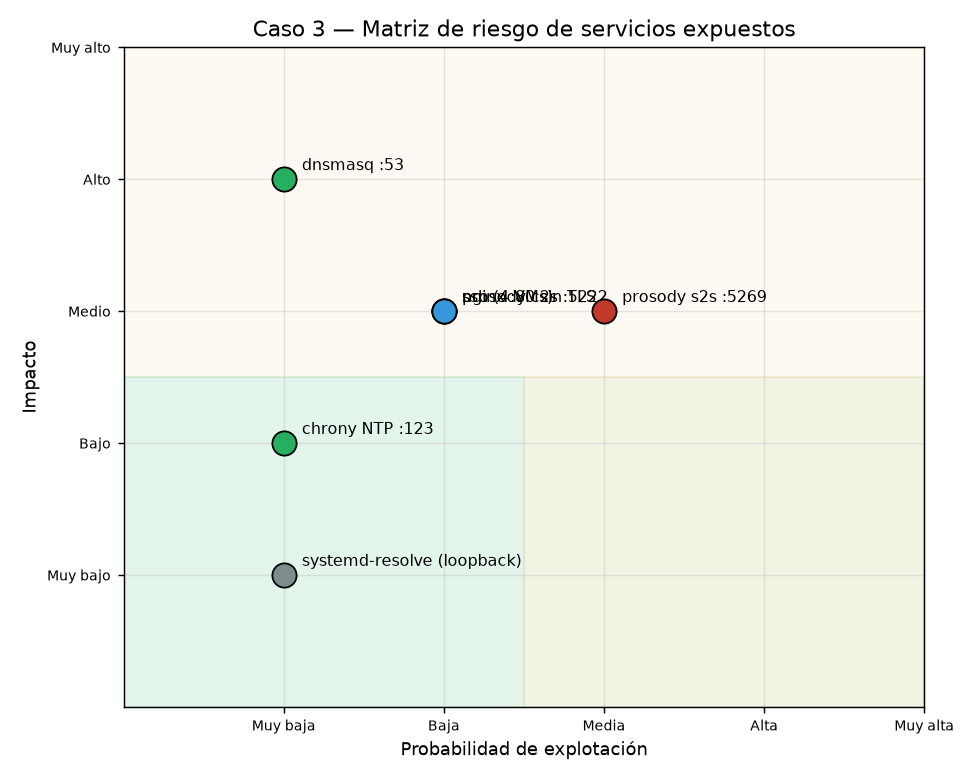 Caso 3 — Matriz de riesgo de servicios expuestos
Muy alto
dnsmasq :53
Alto
prosody s2s :5269
Medio
Impacto
chrony NTP :123
Bajo
systemd-resolve (loopback)
Muy bajo
Muy baja
Baja
Media
Alta
Muy alta
Probabilidad de explotación